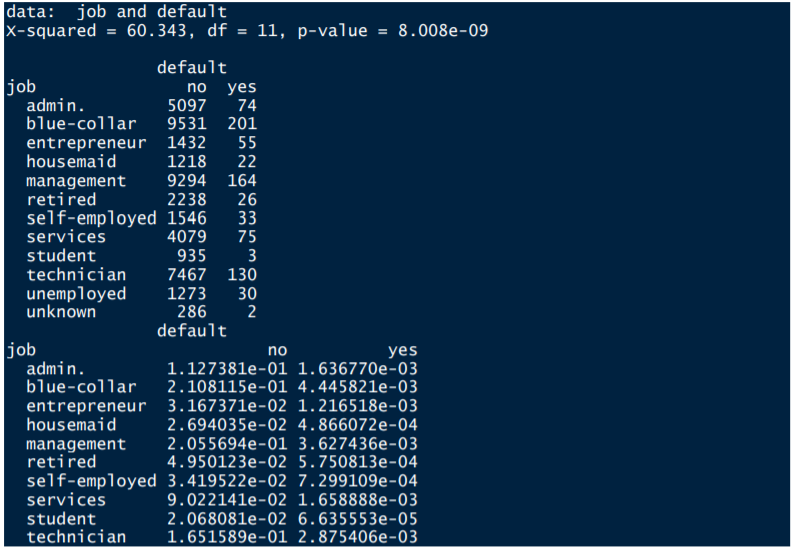 data:  job and default
X-squared = 60.343, df = 11, p-value = 8.008e-09
default
job no yes
admin. 5097 74
blue-collar 9531 201
entrepreneur 1432 55
housemaid 1218 22
management 9294 164
retired 2238 26
self-employed 1546 33
services 4079 75
student 935 3
technician 7467 130
unemployed 1273 30
unknown 286 2
default
job no yes
admin. 1.127381e-01 1.636770e-03
blue-collar 2.108115e-01 4.445821e-03
entrepreneur 3.167371e-02 1.216518e-03
housemaid 2.694035e-02 4.866072e-04
management 2.055694e-01 3.627436e-03
retired 4.950123e-02 5.750813e-04
self-employed 3.419522e-02 7.299109e-04
services 9.022141e-02 1.658888e-03
student 2.068081e-02 6.635553e-05
technician 1.651589e-01 2.875406e-03